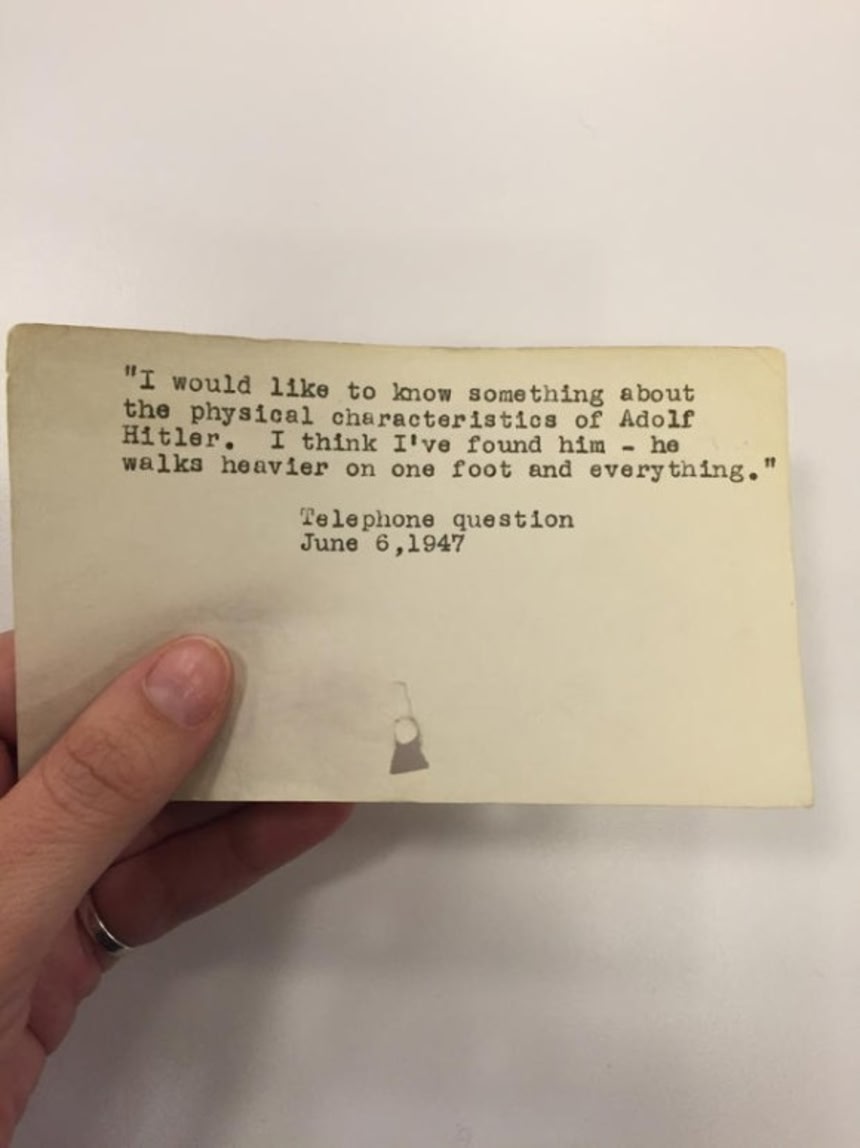 "I would like to know something about
the physical characteristics of Adolf
Hitler.  I think I've found him - he
walks heavier on one foot and everything."
Telephone question
June 6,1947